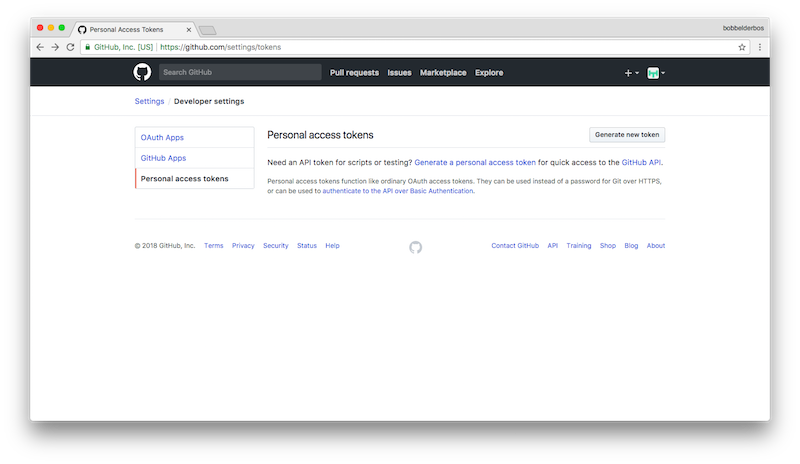 Personal Access Tokens
bobbelderbos
GitHub, Inc. [US] | https://github.com/settings/tokens
Search GitHub
Pull requests Issues Marketplace Explore
Settings / Developer settings
OAuth Apps
GitHub Apps
Personal access tokens
Personal access tokens
Generate new token
Need an API token for scripts or testing? Generate a personal access token for quick access to the GitHub API.
Personal access tokens function like ordinary OAuth access tokens. They can be used instead of a password for Git over HTTPS,
or can be used to authenticate to the API over Basic Authentication.
© 2018 GitHub, Inc. Terms Privacy Security Status Help
Contact GitHub API Training Shop Blog About